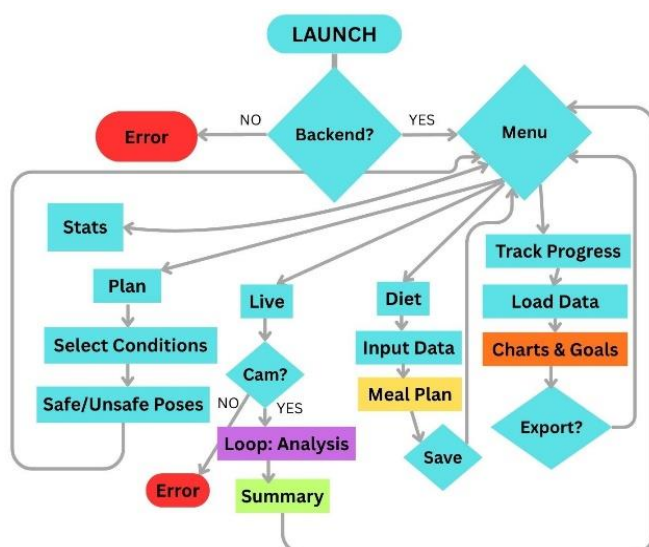 LAUNCH
Backend?
NO
YES
Error
Menu
Stats
Track Progress
Plan
Live
Diet
Load Data
Select Conditions
Input Data
Charts & Goals
Cam?
Safe/Unsafe Poses
Meal Plan
NO
YES
Export?
Loop: Analysis
Save
Error
Summary